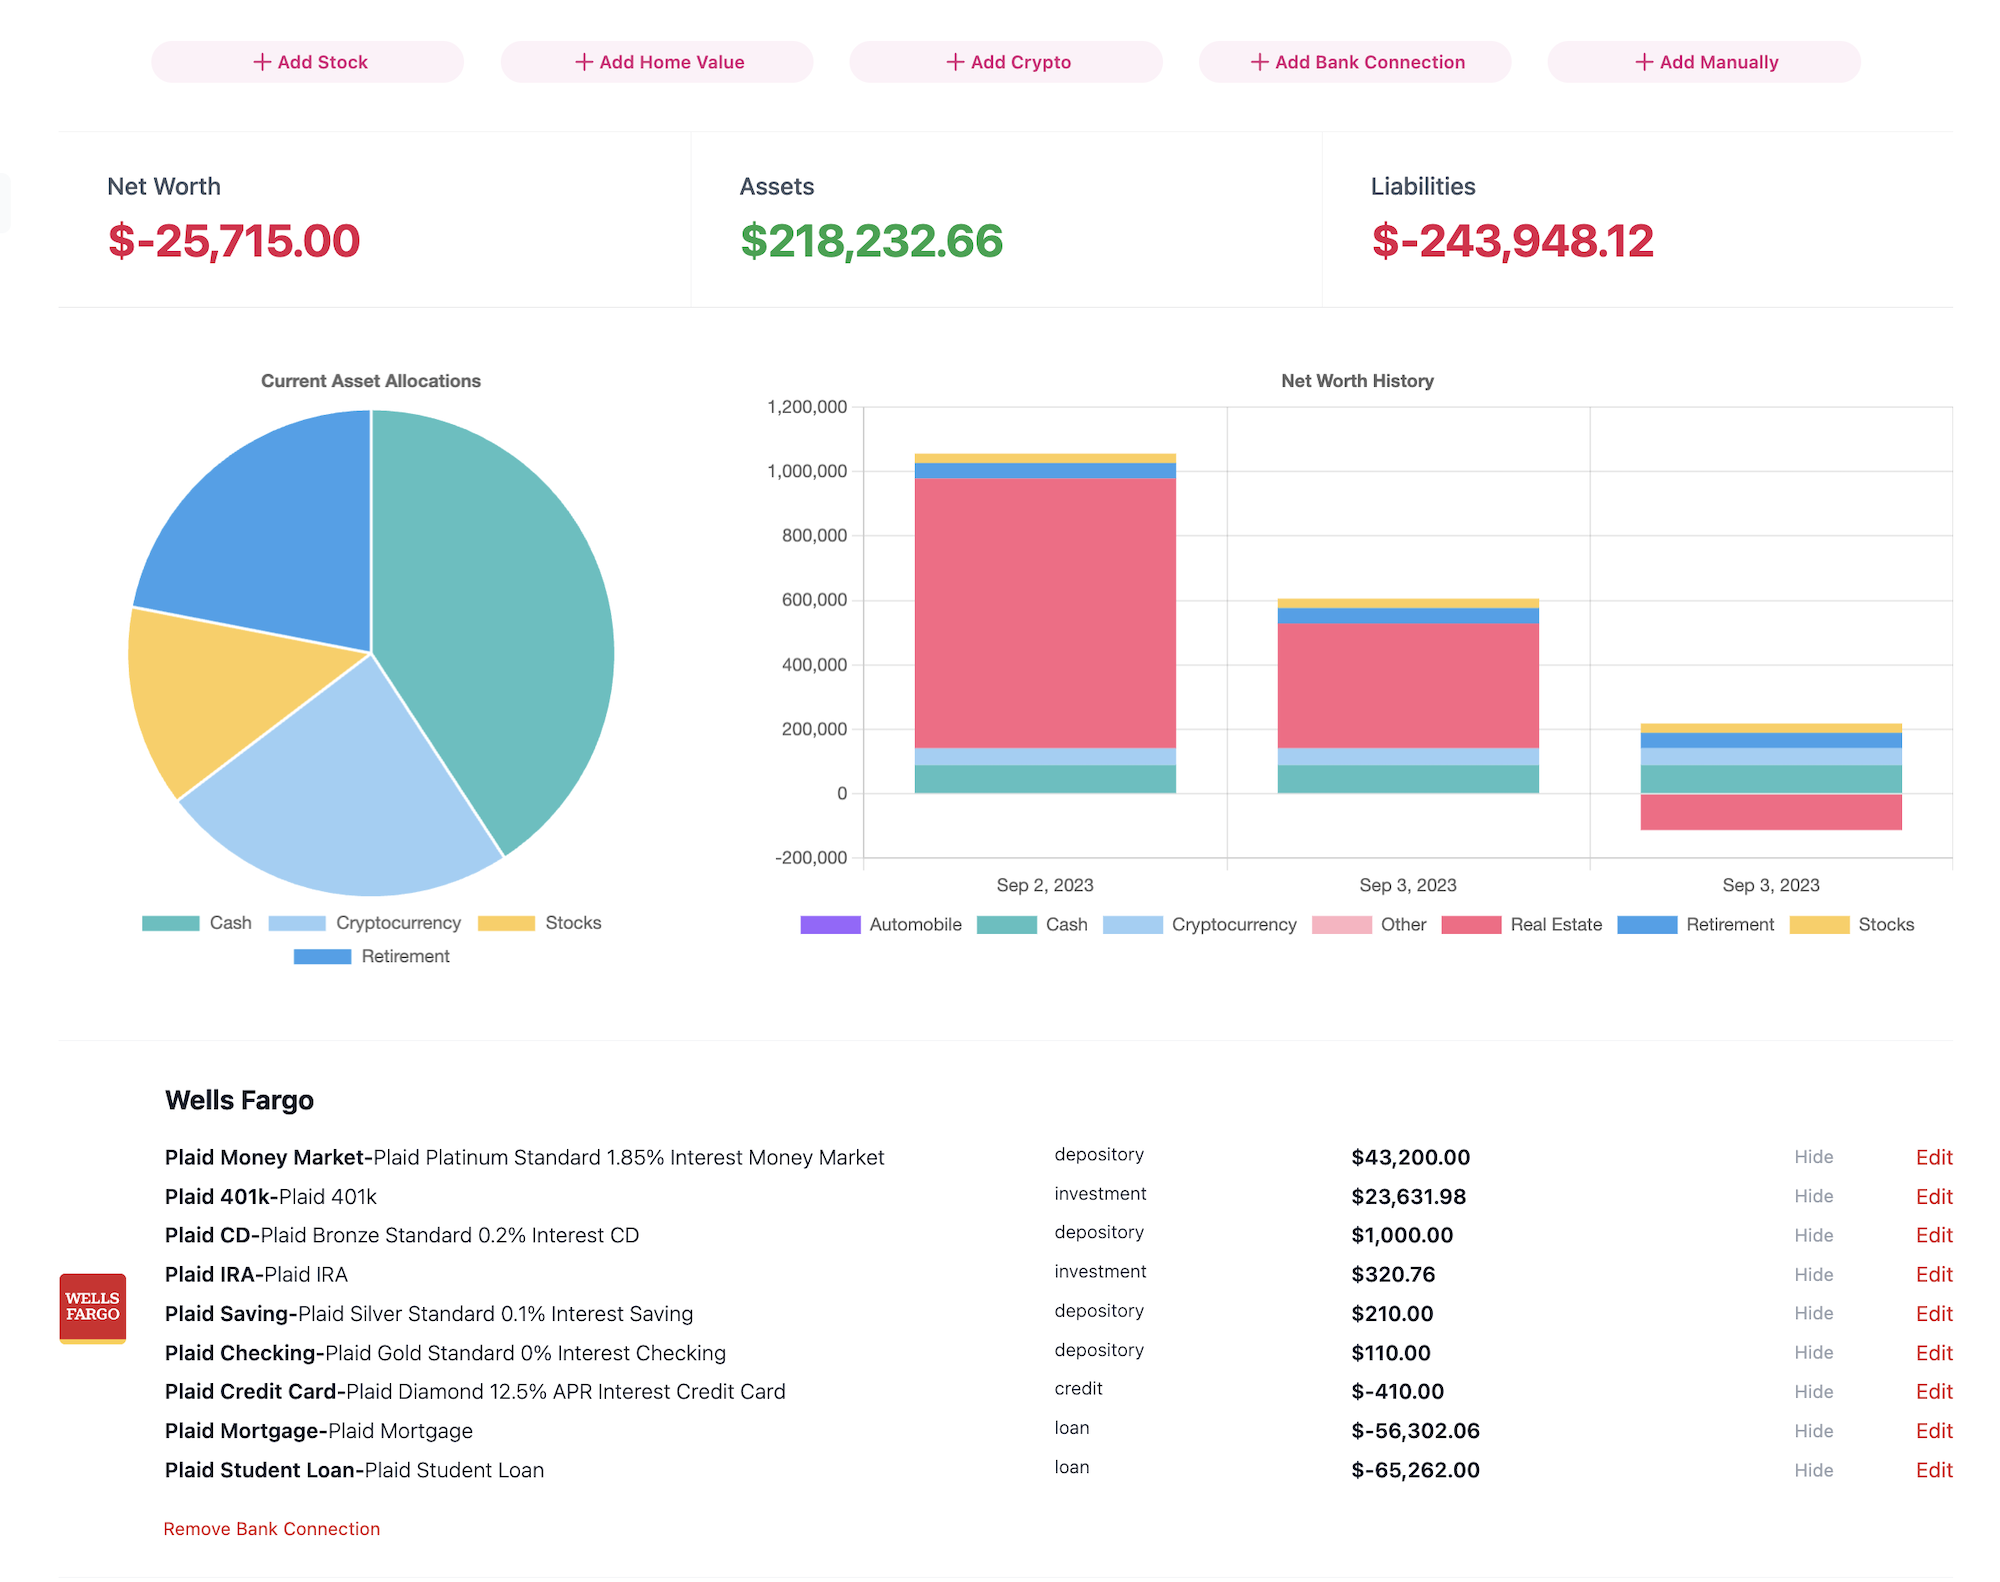 + Add Stock
+ Add Home Value
+ Add Crypto
+ Add Bank Connection
+ Add Manually
Net Worth
$-25,715.00
Assets
$218,232.66
Liabilities
$-243,948.12
Current Asset Allocations
Cash
Cryptocurrency
Stocks
Retirement
Net Worth History
1,200,000
1,000,000
800,000
600,000
400,000
200,000
0
-200,000
Sep 2, 2023
Sep 3, 2023
Sep 3, 2023
Automobile
Cash
Cryptocurrency
Other
Real Estate
Retirement
Stocks
Wells Fargo
WELLS
FARGO
Plaid Money Market-Plaid Platinum Standard 1.85% Interest Money Market depository $43,200.00 Hide Edit
Plaid 401k-Plaid 401k investment $23,631.98 Hide Edit
Plaid CD-Plaid Bronze Standard 0.2% Interest CD depository $1,000.00 Hide Edit
Plaid IRA-Plaid IRA investment $320.76 Hide Edit
Plaid Saving-Plaid Silver Standard 0.1% Interest Saving depository $210.00 Hide Edit
Plaid Checking-Plaid Gold Standard 0% Interest Checking depository $110.00 Hide Edit
Plaid Credit Card-Plaid Diamond 12.5% APR Interest Credit Card credit $-410.00 Hide Edit
Plaid Mortgage-Plaid Mortgage loan $-56,302.06 Hide Edit
Plaid Student Loan-Plaid Student Loan loan $-65,262.00 Hide Edit
Remove Bank Connection